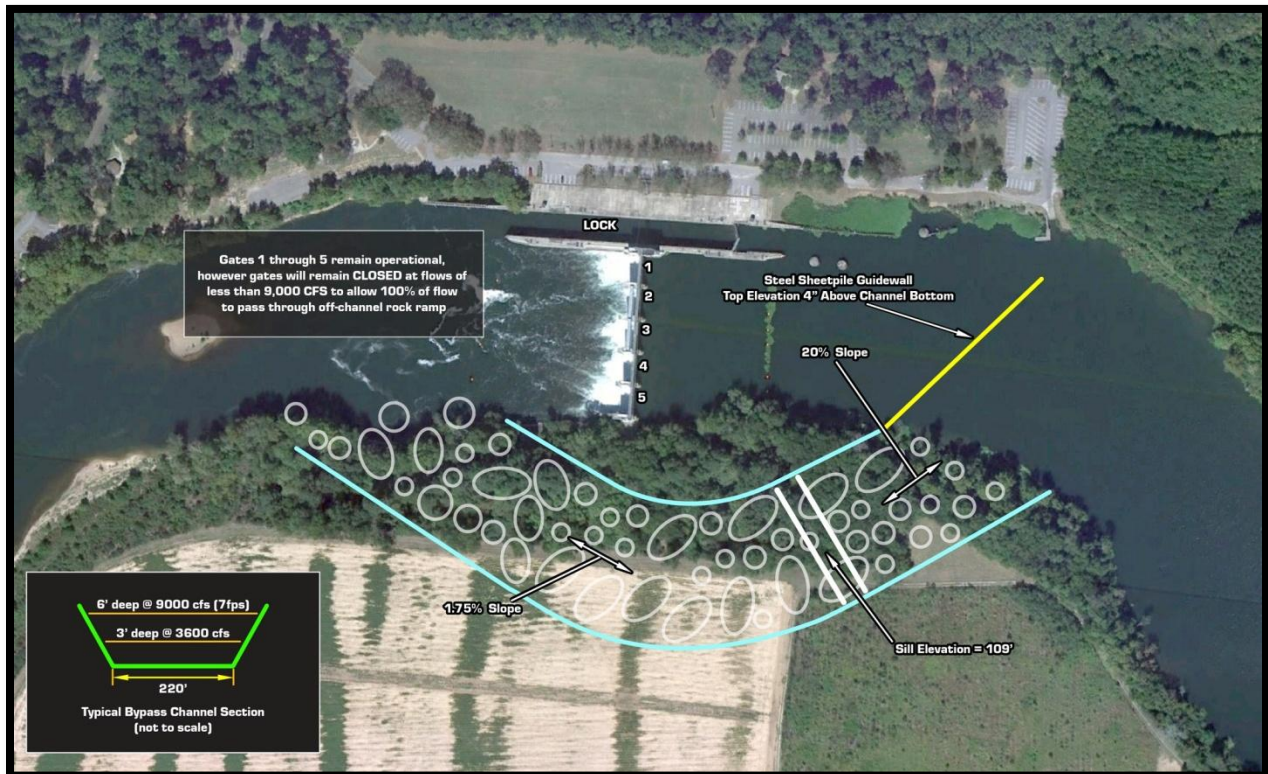 LOCK
Gates 1 through 5 remain operational,
however gates will remain CLOSED at flows of
less than 9,000 CFS to allow 100% of flow
to pass through off-channel rock ramp
1
2
3
4
5
Steel Sheetpile Guidewall
Top Elevation 4" Above Channel Bottom
20% Slope
1.75% Slope
Sill Elevation = 109'
6' deep @ 9000 cfs (7fps)
3' deep @ 3600 cfs
220'
Typical Bypass Channel Section
(not to scale)